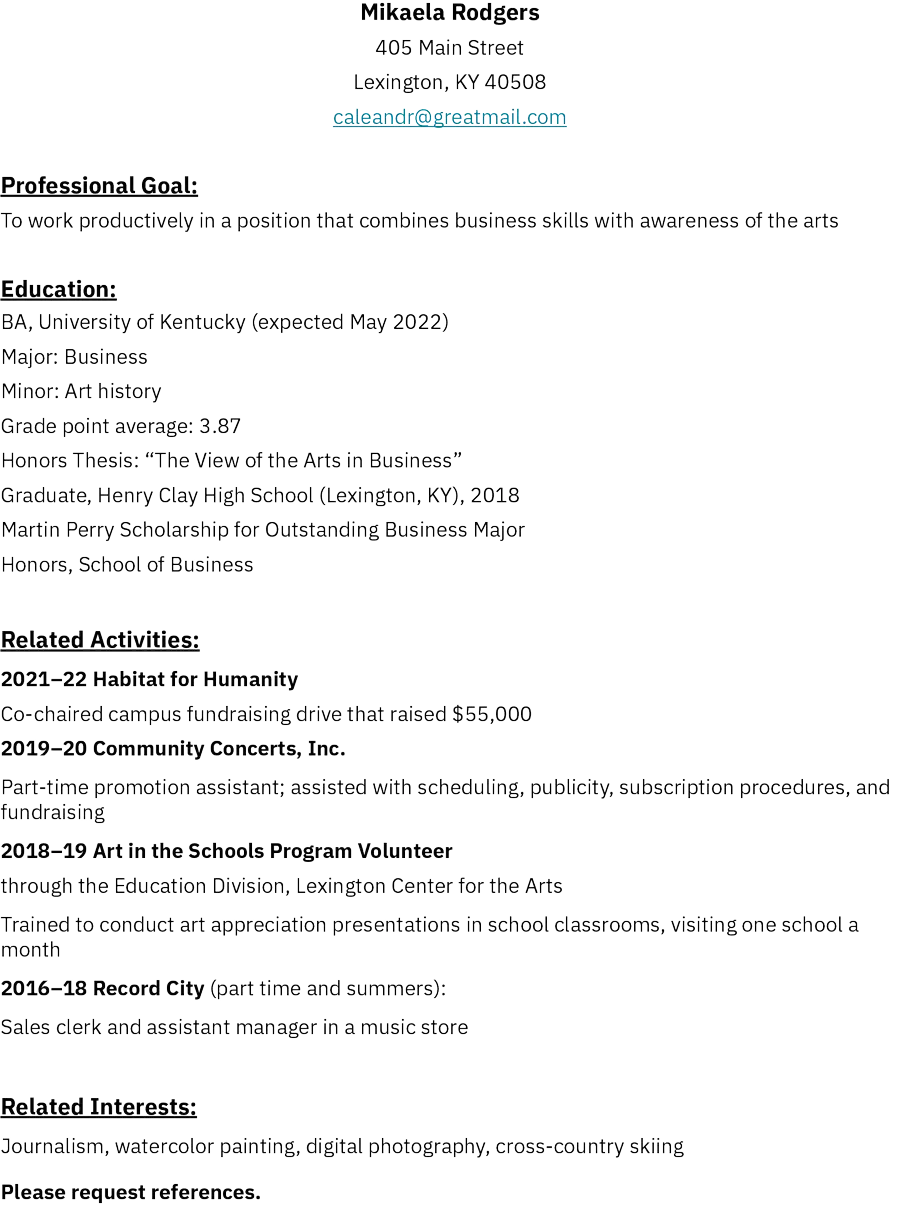 Mikaela Rodgers
405 Main Street
Lexington, KY 40508
caleandr@greatmail.com
Professional Goal:
To work productively in a position that combines business skills with awareness of the arts
Education:
BA, University of Kentucky (expected May 2022)
Major: Business
Minor: Art history
Grade point average: 3.87
Honors Thesis: “The View of the Arts in Business”
Graduate, Henry Clay High School (Lexington, KY), 2018
Martin Perry Scholarship for Outstanding Business Major
Honors, School of Business
Related Activities:
2021–22 Habitat for Humanity
Co-chaired campus fundraising drive that raised $55,000
2019–20 Community Concerts, Inc.
Part-time promotion assistant; assisted with scheduling, publicity, subscription procedures, and
fundraising
2018–19 Art in the Schools Program Volunteer
through the Education Division, Lexington Center for the Arts
Trained to conduct art appreciation presentations in school classrooms, visiting one school a
month
2016–18 Record City (part time and summers):
Sales clerk and assistant manager in a music store
Related Interests:
Journalism, watercolor painting, digital photography, cross-country skiing
Please request references.